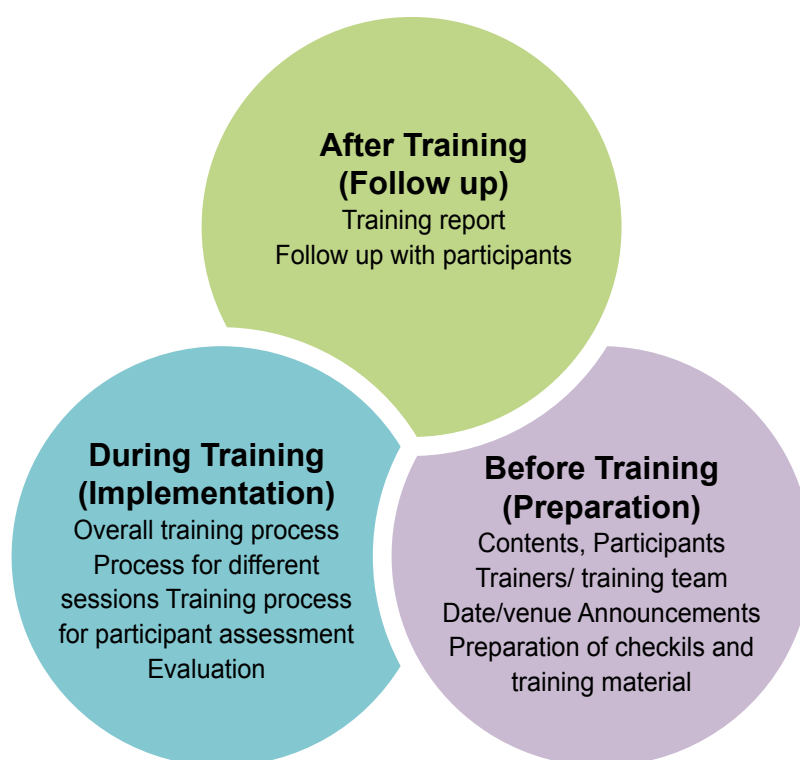 After Training
(Follow up)
Training report
Follow up with participants
During Training
(Implementation)
Overall training process
Process for different
sessions Training process
for participant assessment
Evaluation
Before Training
(Preparation)
Contents, Participants
Trainers/ training team
Date/venue Announcements
Preparation of checkils and
training material